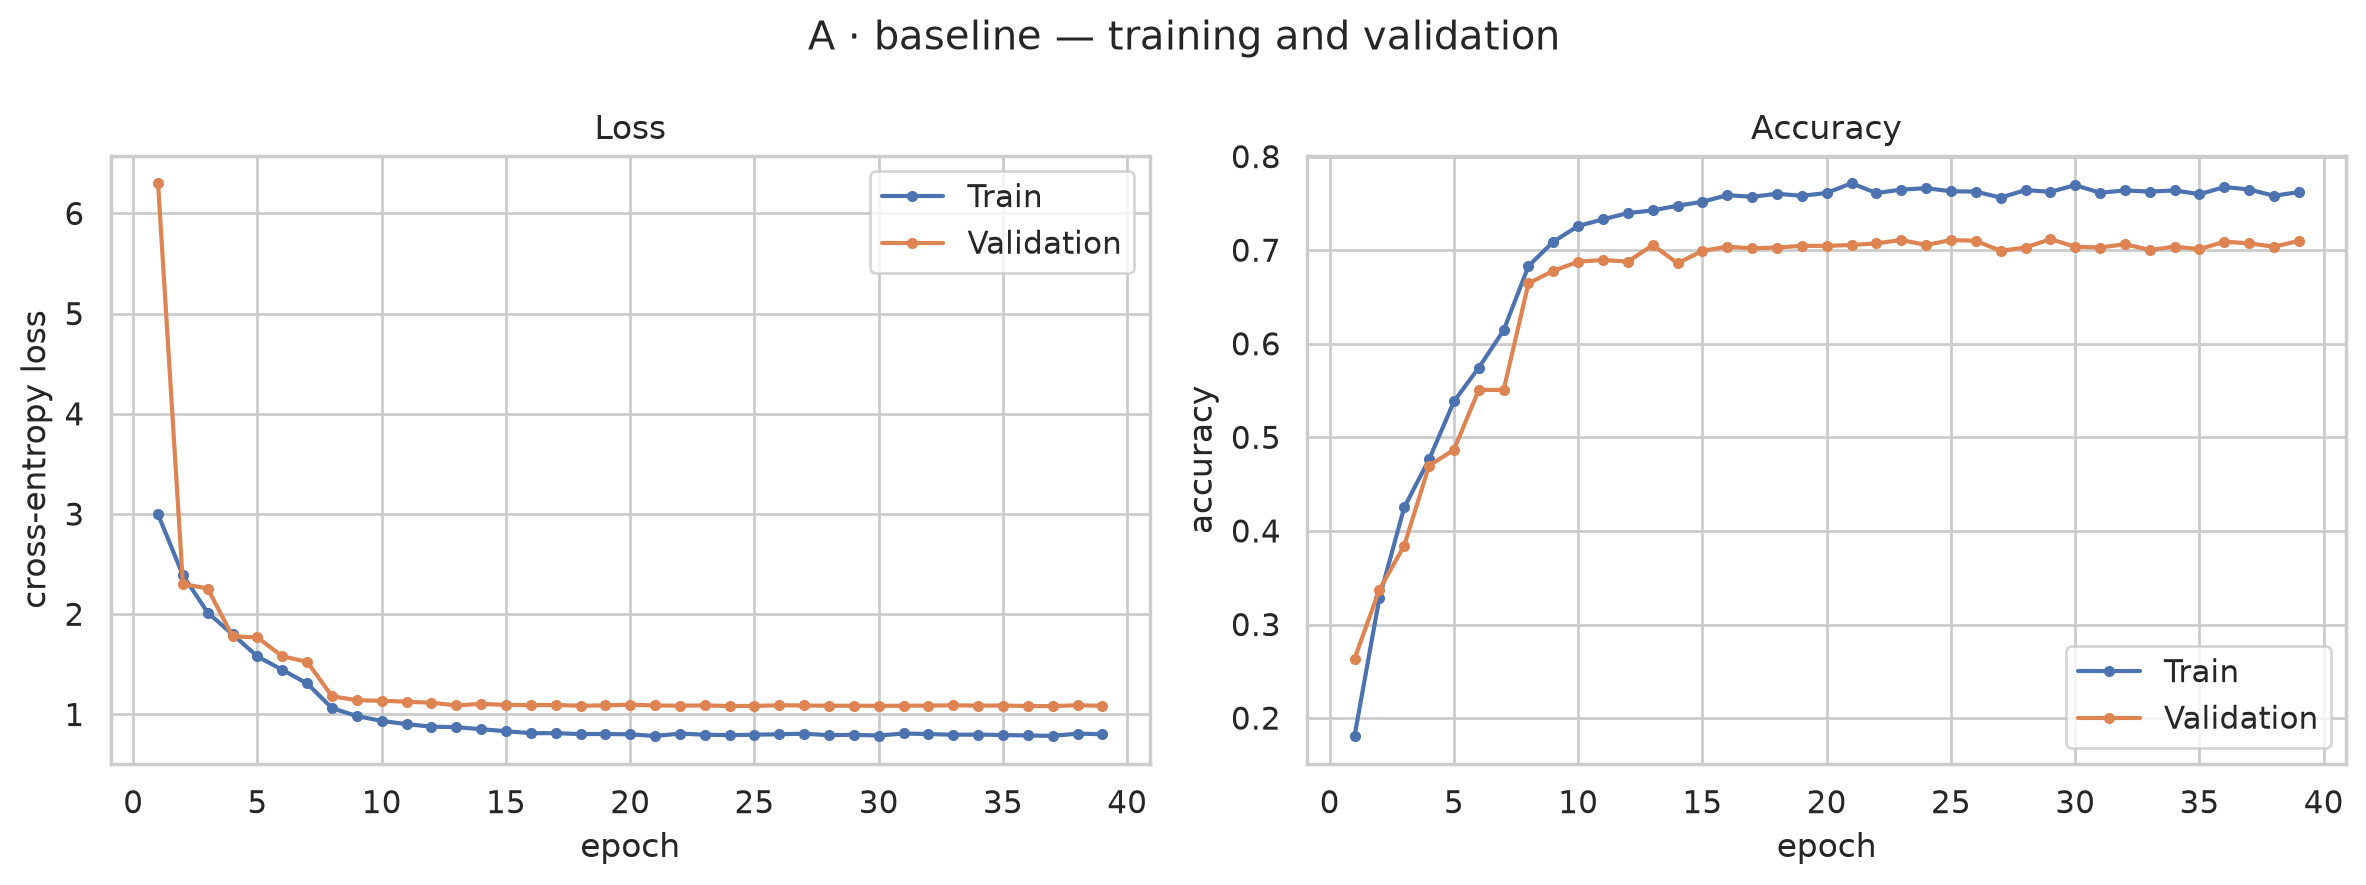 A · baseline — training and validation
Loss
Train
Validation
6
5
4
3
2
1
cross-entropy loss
0 5 10 15 20 25 30 35 40
epoch
Accuracy
0.8
0.7
0.6
0.5
0.4
0.3
0.2
accuracy
Train
Validation
0 5 10 15 20 25 30 35 40
epoch